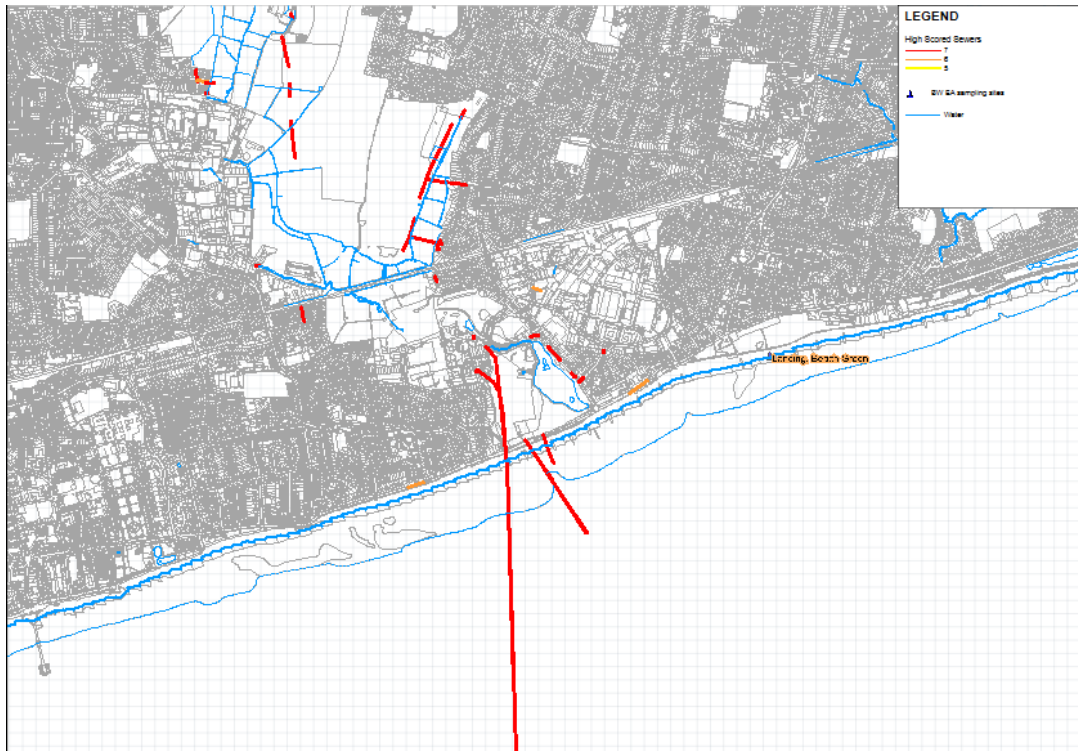 LEGEND
High Scored Sewers
7
6
5
BW EA sampling sites
Water
Lancing, Beach Green